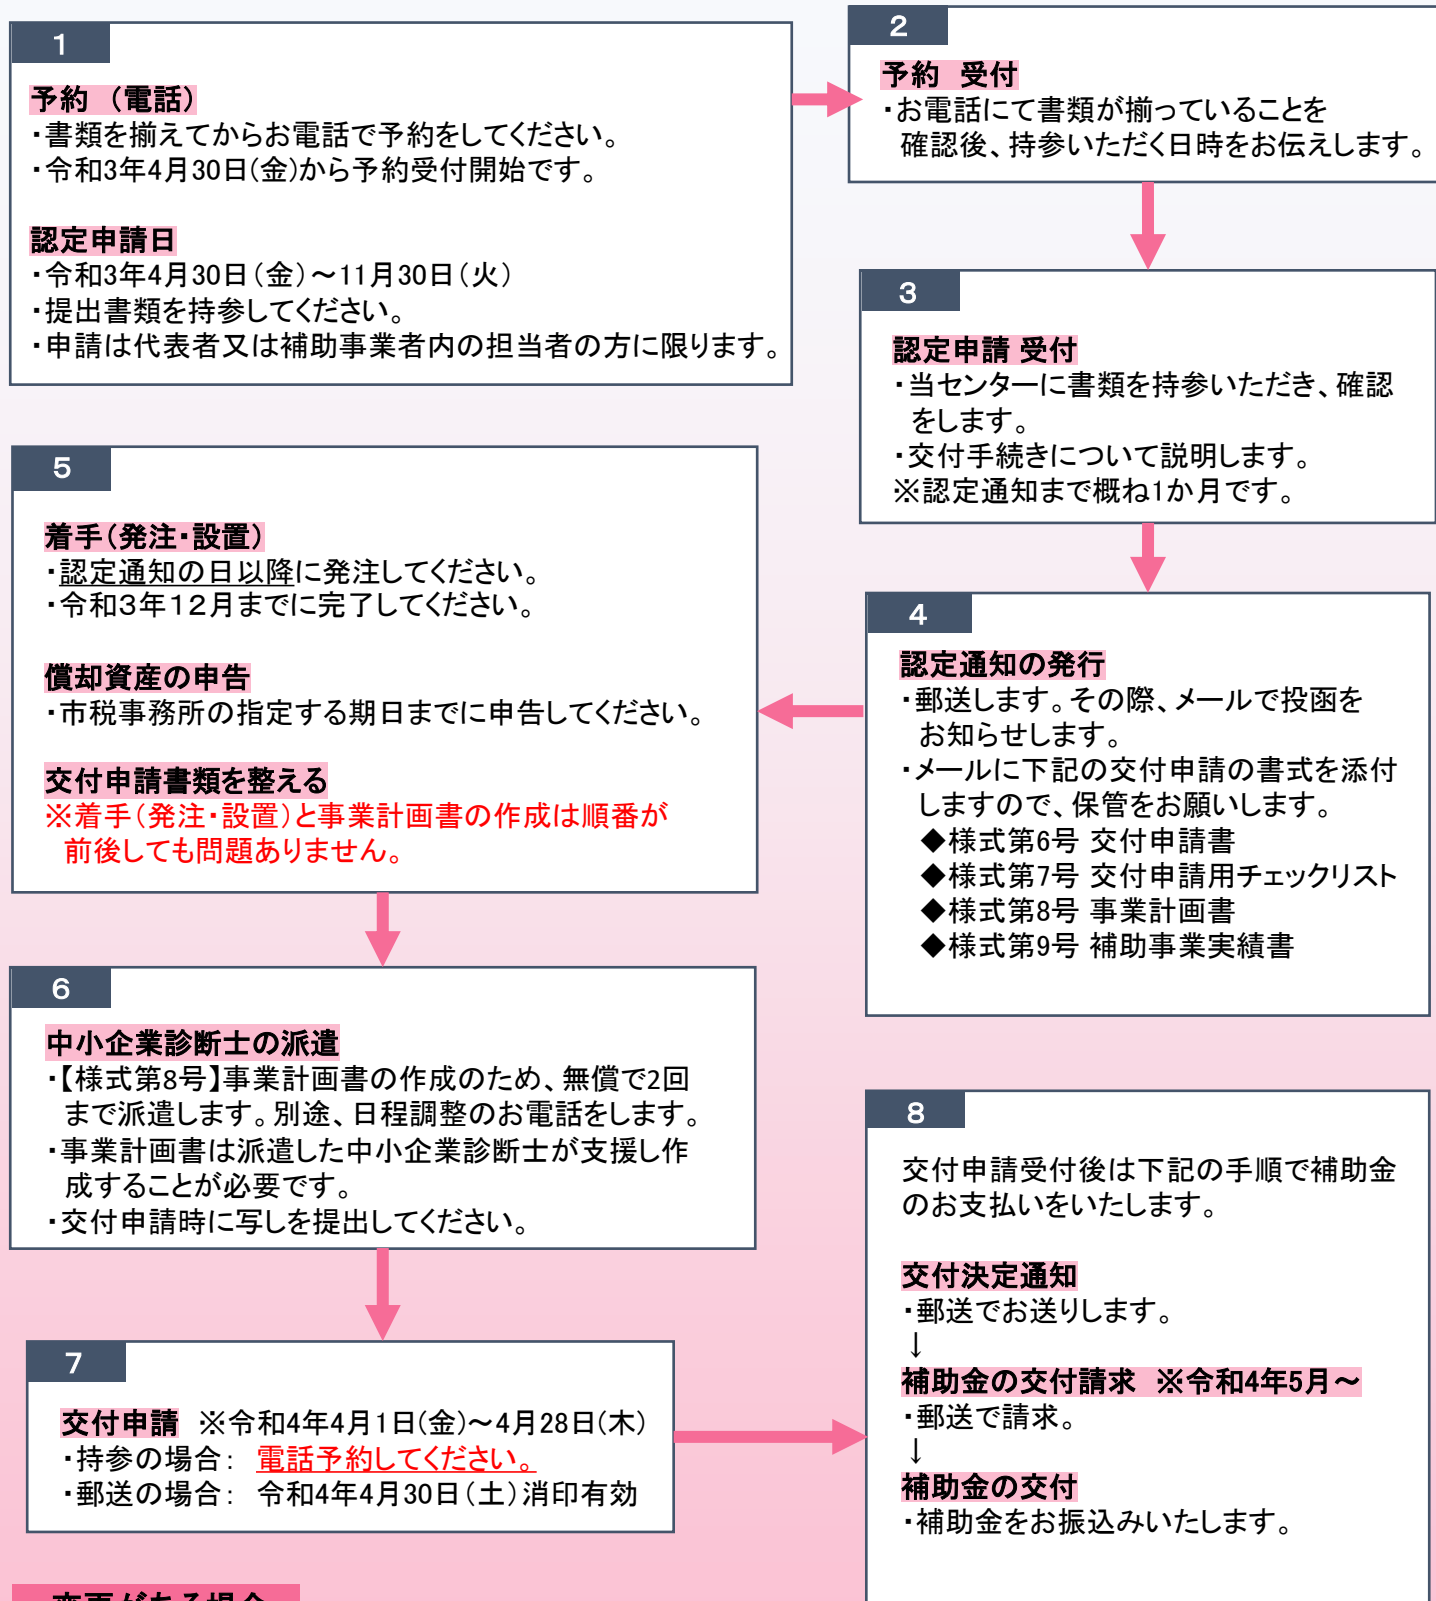 1
予約 （電話）
・書類を揃えてからお電話で予約をしてください。
・令和3年4月30日(金)から予約受付開始です。
認定申請日
・令和3年4月30日（金）～11月30日（火）
・提出書類を持参してください。
・申請は代表者又は補助事業者内の担当者の方に限ります。
2
予約 受付
・お電話にて書類が揃っていることを
確認後、持参いただく日時をお伝えします。
3
認定申請 受付
・当センターに書類を持参いただき、確認
をします。
・交付手続きについて説明します。
※認定通知まで概ね1か月です。
4
認定通知の発行
・郵送します。その際、メールで投函を
お知らせします。
・メールに下記の交付申請の書式を添付
しますので、保管をお願いします。
◆様式第6号 交付申請書
◆様式第7号 交付申請用チェックリスト
◆様式第8号 事業計画書
◆様式第9号 補助事業実績書
5
着手（発注・設置）
・認定通知の日以降に発注してください。
・令和３年１２月までに完了してください。
償却資産の申告
・市税事務所の指定する期日までに申告してください。
交付申請書類を整える
※着手（発注・設置）と事業計画書の作成は順番が
前後しても問題ありません。
6
中小企業診断士の派遣
・【様式第8号】事業計画書の作成のため、無償で2回
まで派遣します。別途、日程調整のお電話をします。
・事業計画書は派遣した中小企業診断士が支援し作
成することが必要です。
・交付申請時に写しを提出してください。
7
交付申請 ※令和4年4月1日(金)～4月28日(木)
・持参の場合： 電話予約してください。
・郵送の場合： 令和4年4月30日（土）消印有効
8
交付申請受付後は下記の手順で補助金
のお支払いをいたします。
交付決定通知
・郵送でお送りします。
↓
補助金の交付請求 ※令和4年5月～
・郵送で請求。
↓
補助金の交付
・補助金をお振込みいたします。
変更がある場合